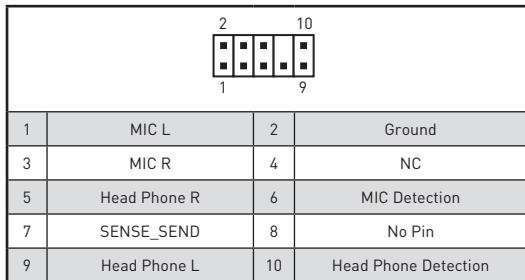 2 10
1 9
1 MIC L 2 Ground
3 MIC R 4 NC
5 Head Phone R 6 MIC Detection
7 SENSE_SEND 8 No Pin
9 Head Phone L 10 Head Phone Detection